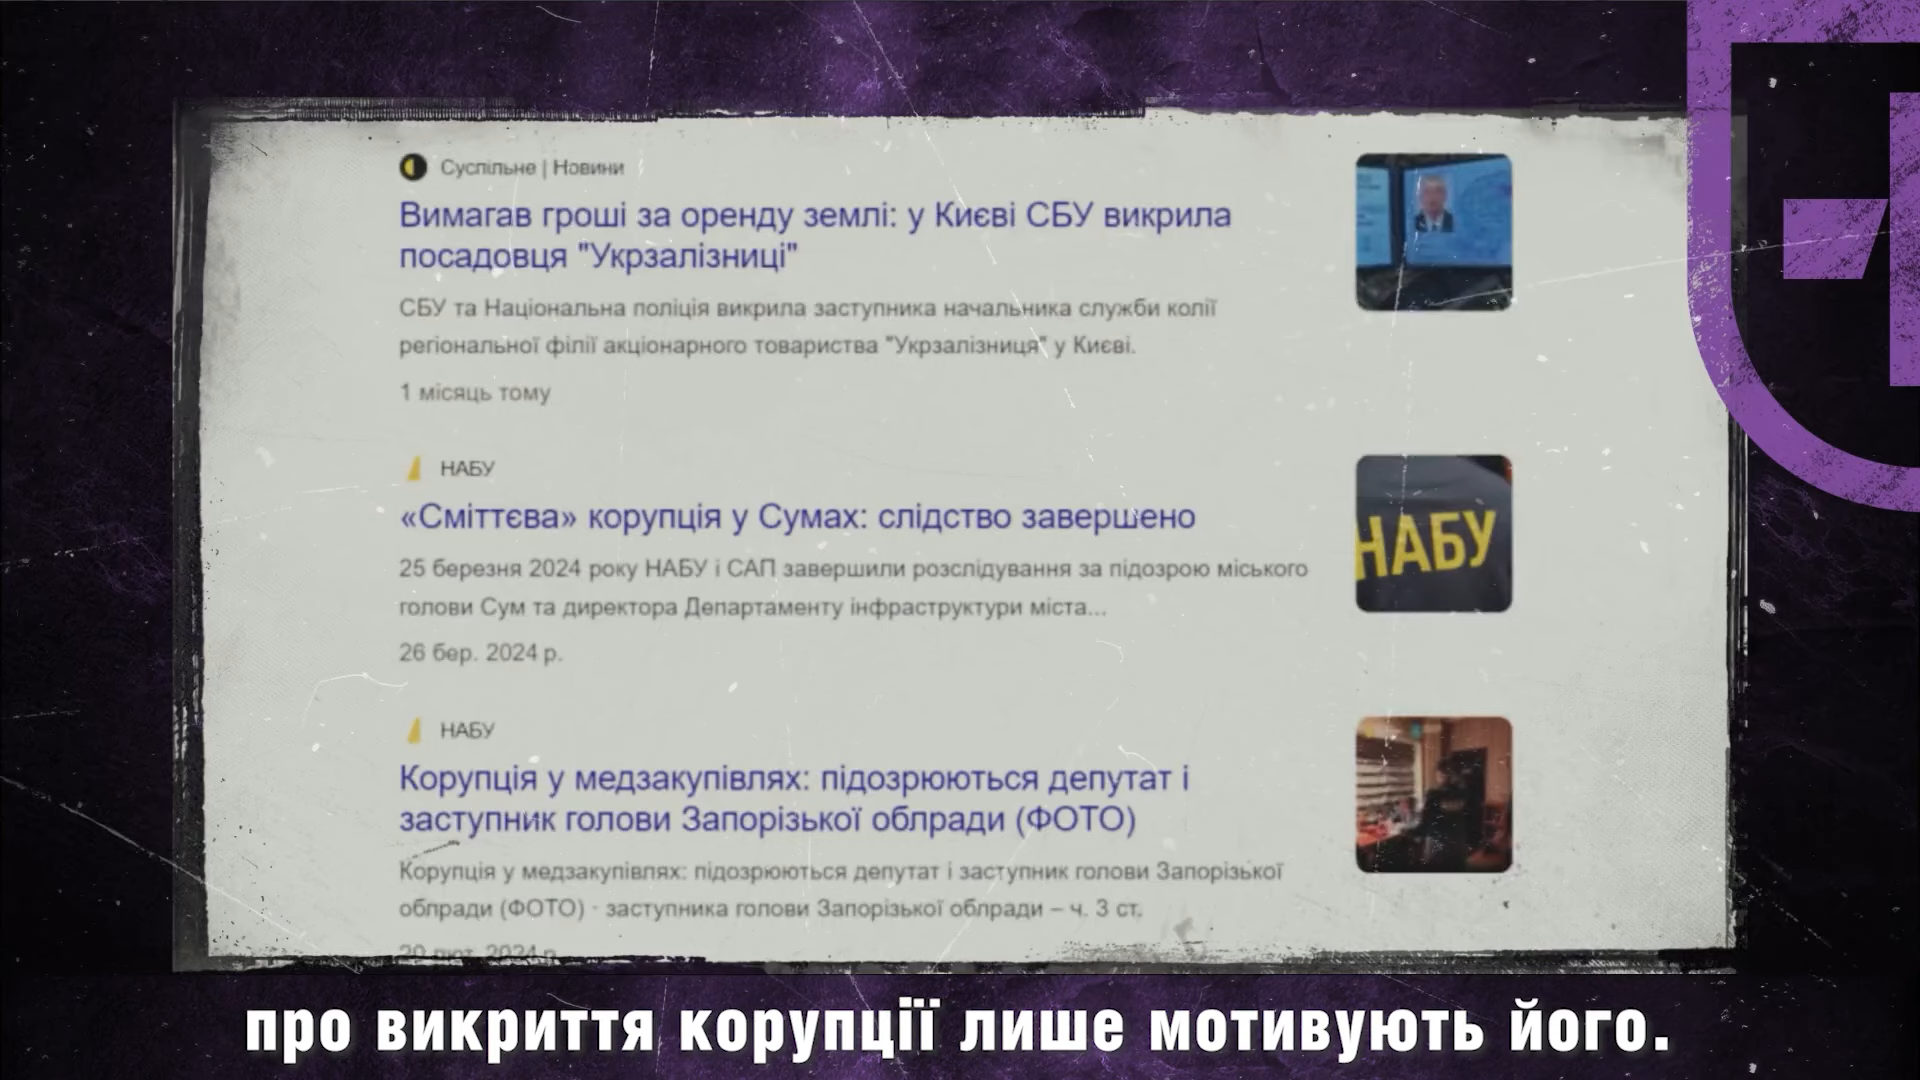 Суспільне | Новини
Вимагав гроші за оренду землі: у Києві СБУ викрила
посадовця "Укрзалізниці"
СБУ та Національна поліція викрила заступника начальника служби колії
регіональної філії акціонарного товариства "Укрзалізниця" у Києві.
1 місяць тому
НАБУ
«Сміттєва» корупція у Сумах: слідство завершено
25 березня 2024 року НАБУ і САП завершили розслідування за підозрою міського
голови Сум та директора Департаменту інфраструктури міста...
26 бер. 2024 р.
НАБУ
НАБУ
Корупція у медзакупівлях: підозрюються депутат і
заступник голови Запорізької облради (ФОТО)
Корупція у медзакупівлях: підозрюються депутат і заступник голови Запорізької
облради (ФОТО) · заступника голови Запорізької облради – ч. 3 ст.
про викриття корупції лише мотивують його.